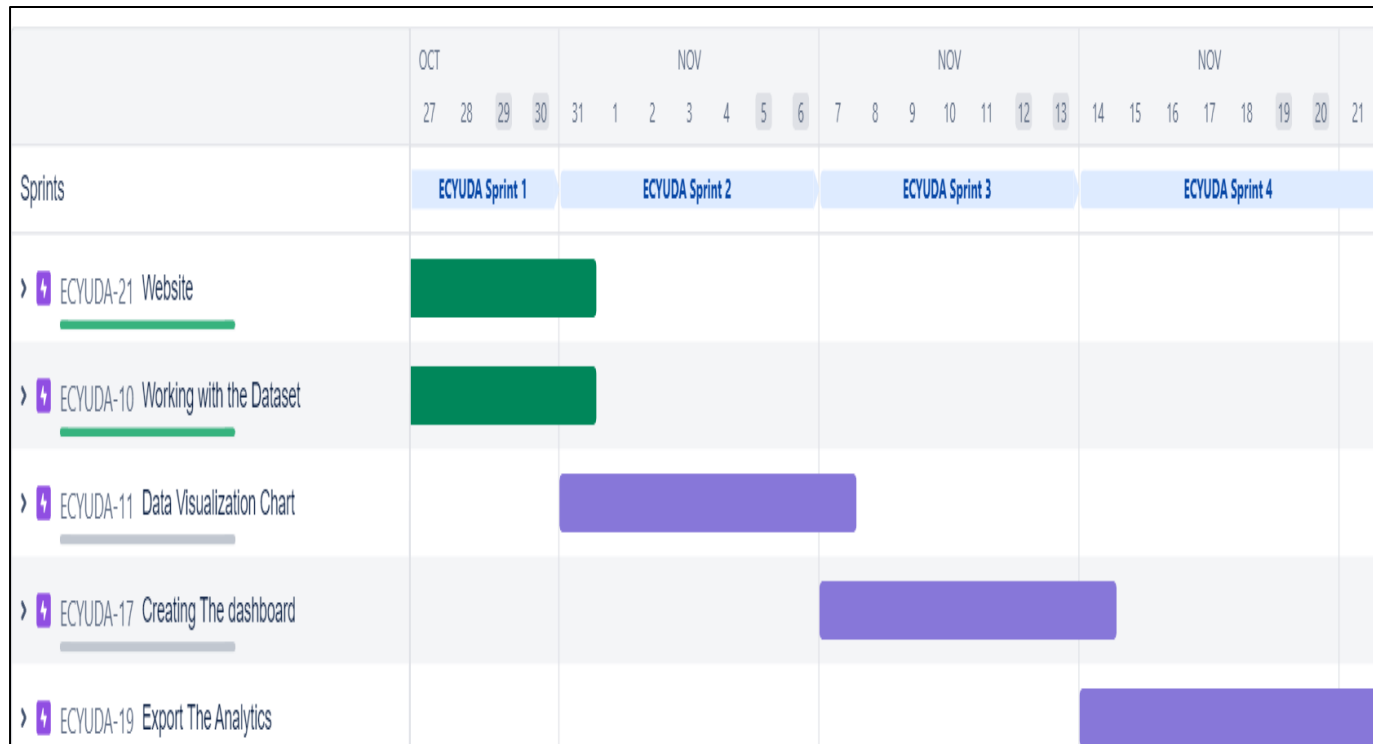 OCT NOV NOV NOV
27 28 29 30 31 1 2 3 4 5 6 7 8 9 10 11 12 13 14 15 16 17 18 19 20 21
Sprints ECYUDA Sprint 1 ECYUDA Sprint 2 ECYUDA Sprint 3 ECYUDA Sprint 4
ECYUDA-21 Website
ECYUDA-10 Working with the Dataset
ECYUDA-11 Data Visualization Chart
ECYUDA-17 Creating The dashboard
ECYUDA-19 Export The Analytics